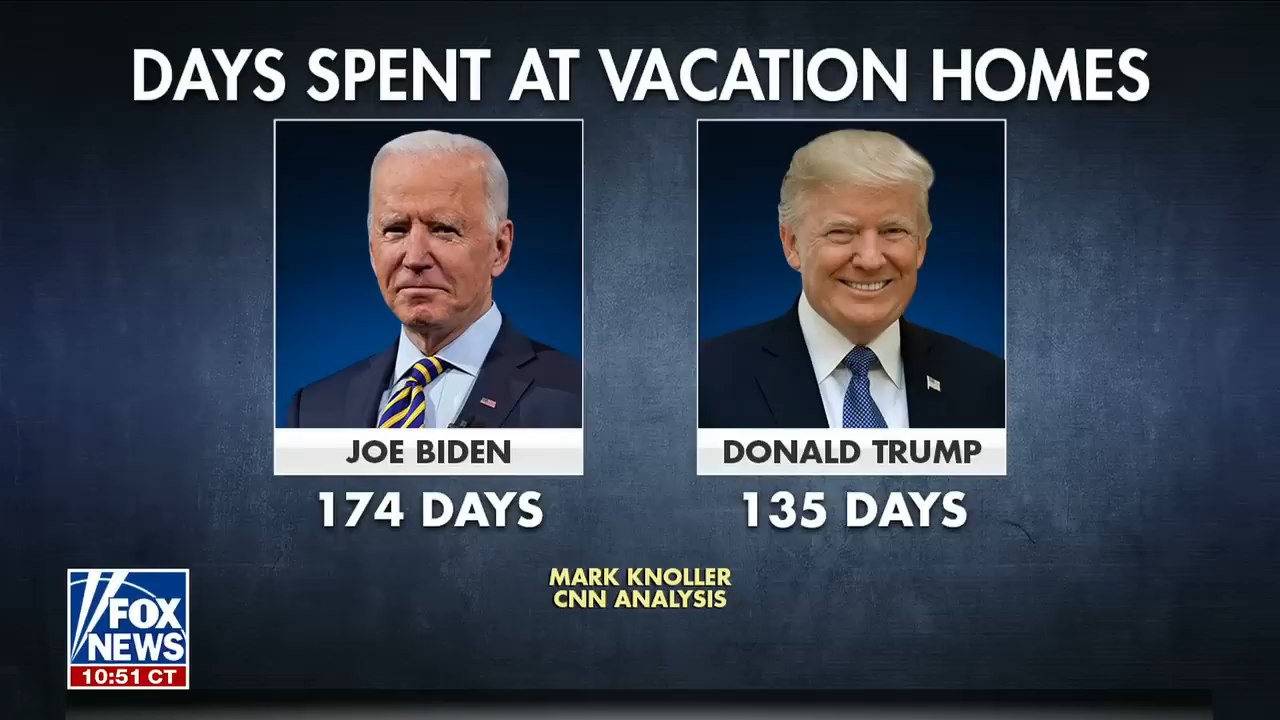 DAYS SPENT AT VACATION HOMES
JOE BIDEN
DONALD TRUMP
174 DAYS
135 DAYS
MARK KNOLLER
CNN ANALYSIS
FOX
NEWS
10:51 CT